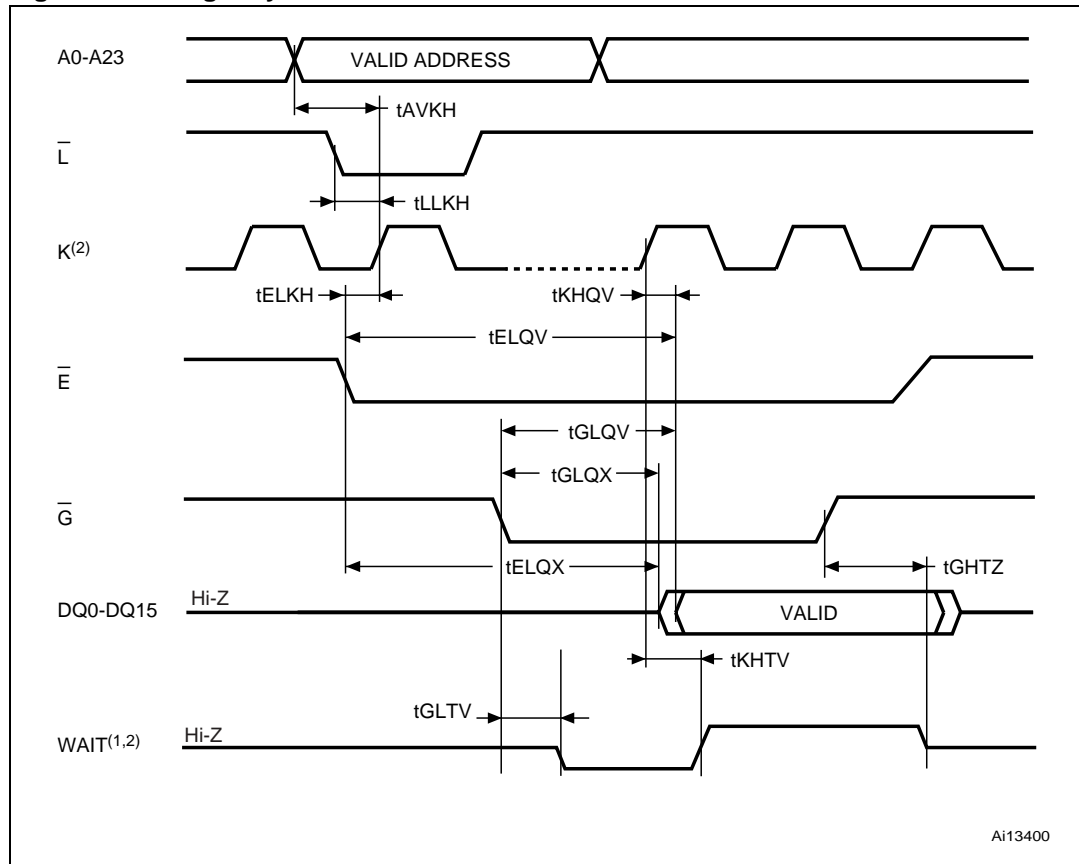 A0-A23
VALID ADDRESS
tAVKH
L
tLLKH
K(2)
tELKH
tKHQV
tELQV
E
tGLQV
tGLQX
G
tELQX
tGHTZ
DQ0-DQ15
Hi-Z
VALID
tKHTV
tGLTV
WAIT(1,2)
Hi-Z
Ai13400